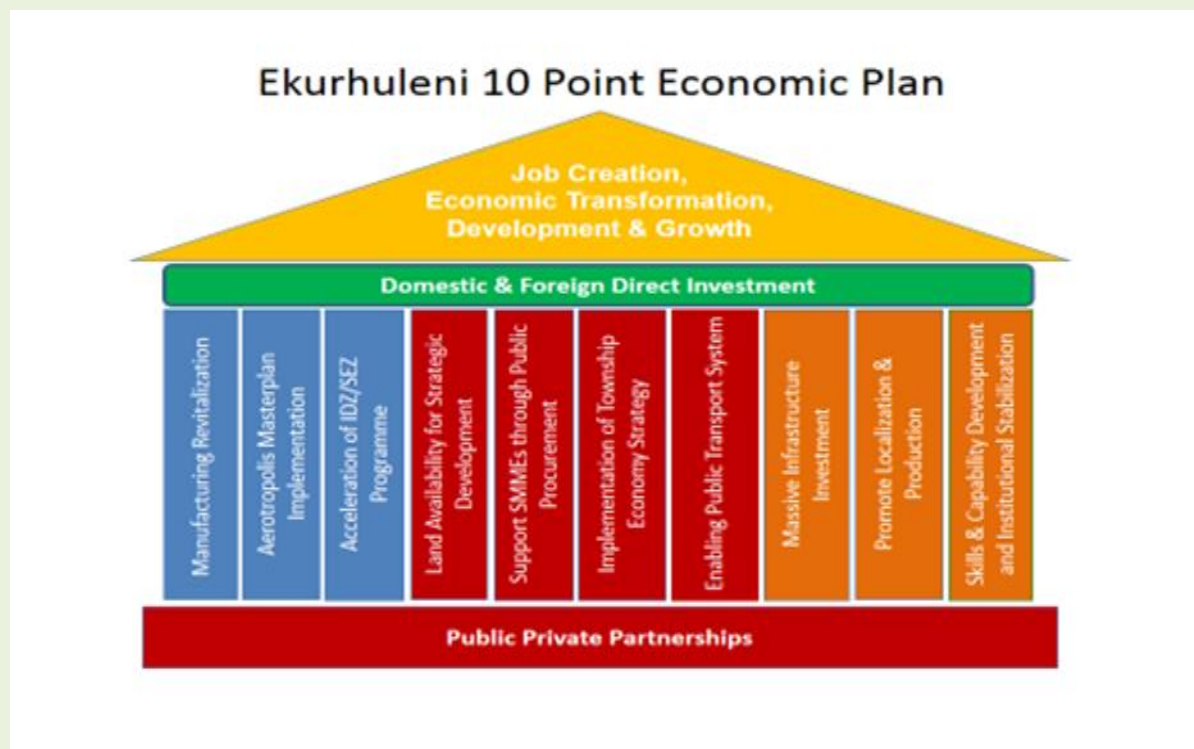 Ekurhuleni 10 Point Economic Plan
Job Creation,
Economic Transformation,
Development & Growth
Domestic & Foreign Direct Investment
Manufacturing Revitalization
Aerotropolis Masterplan
Implementation
Acceleration of IDZ/SEZ
Programme
Land Availability for Strategic
Development
Support SMMEs through Public
Procurement
Implementation of Township
Economy Strategy
Enabling Public Transport System
Massive Infrastructure
Investment
Promote Localization &
Production
Skills & Capability Development
and Institutional Stabilization
Public Private Partnerships